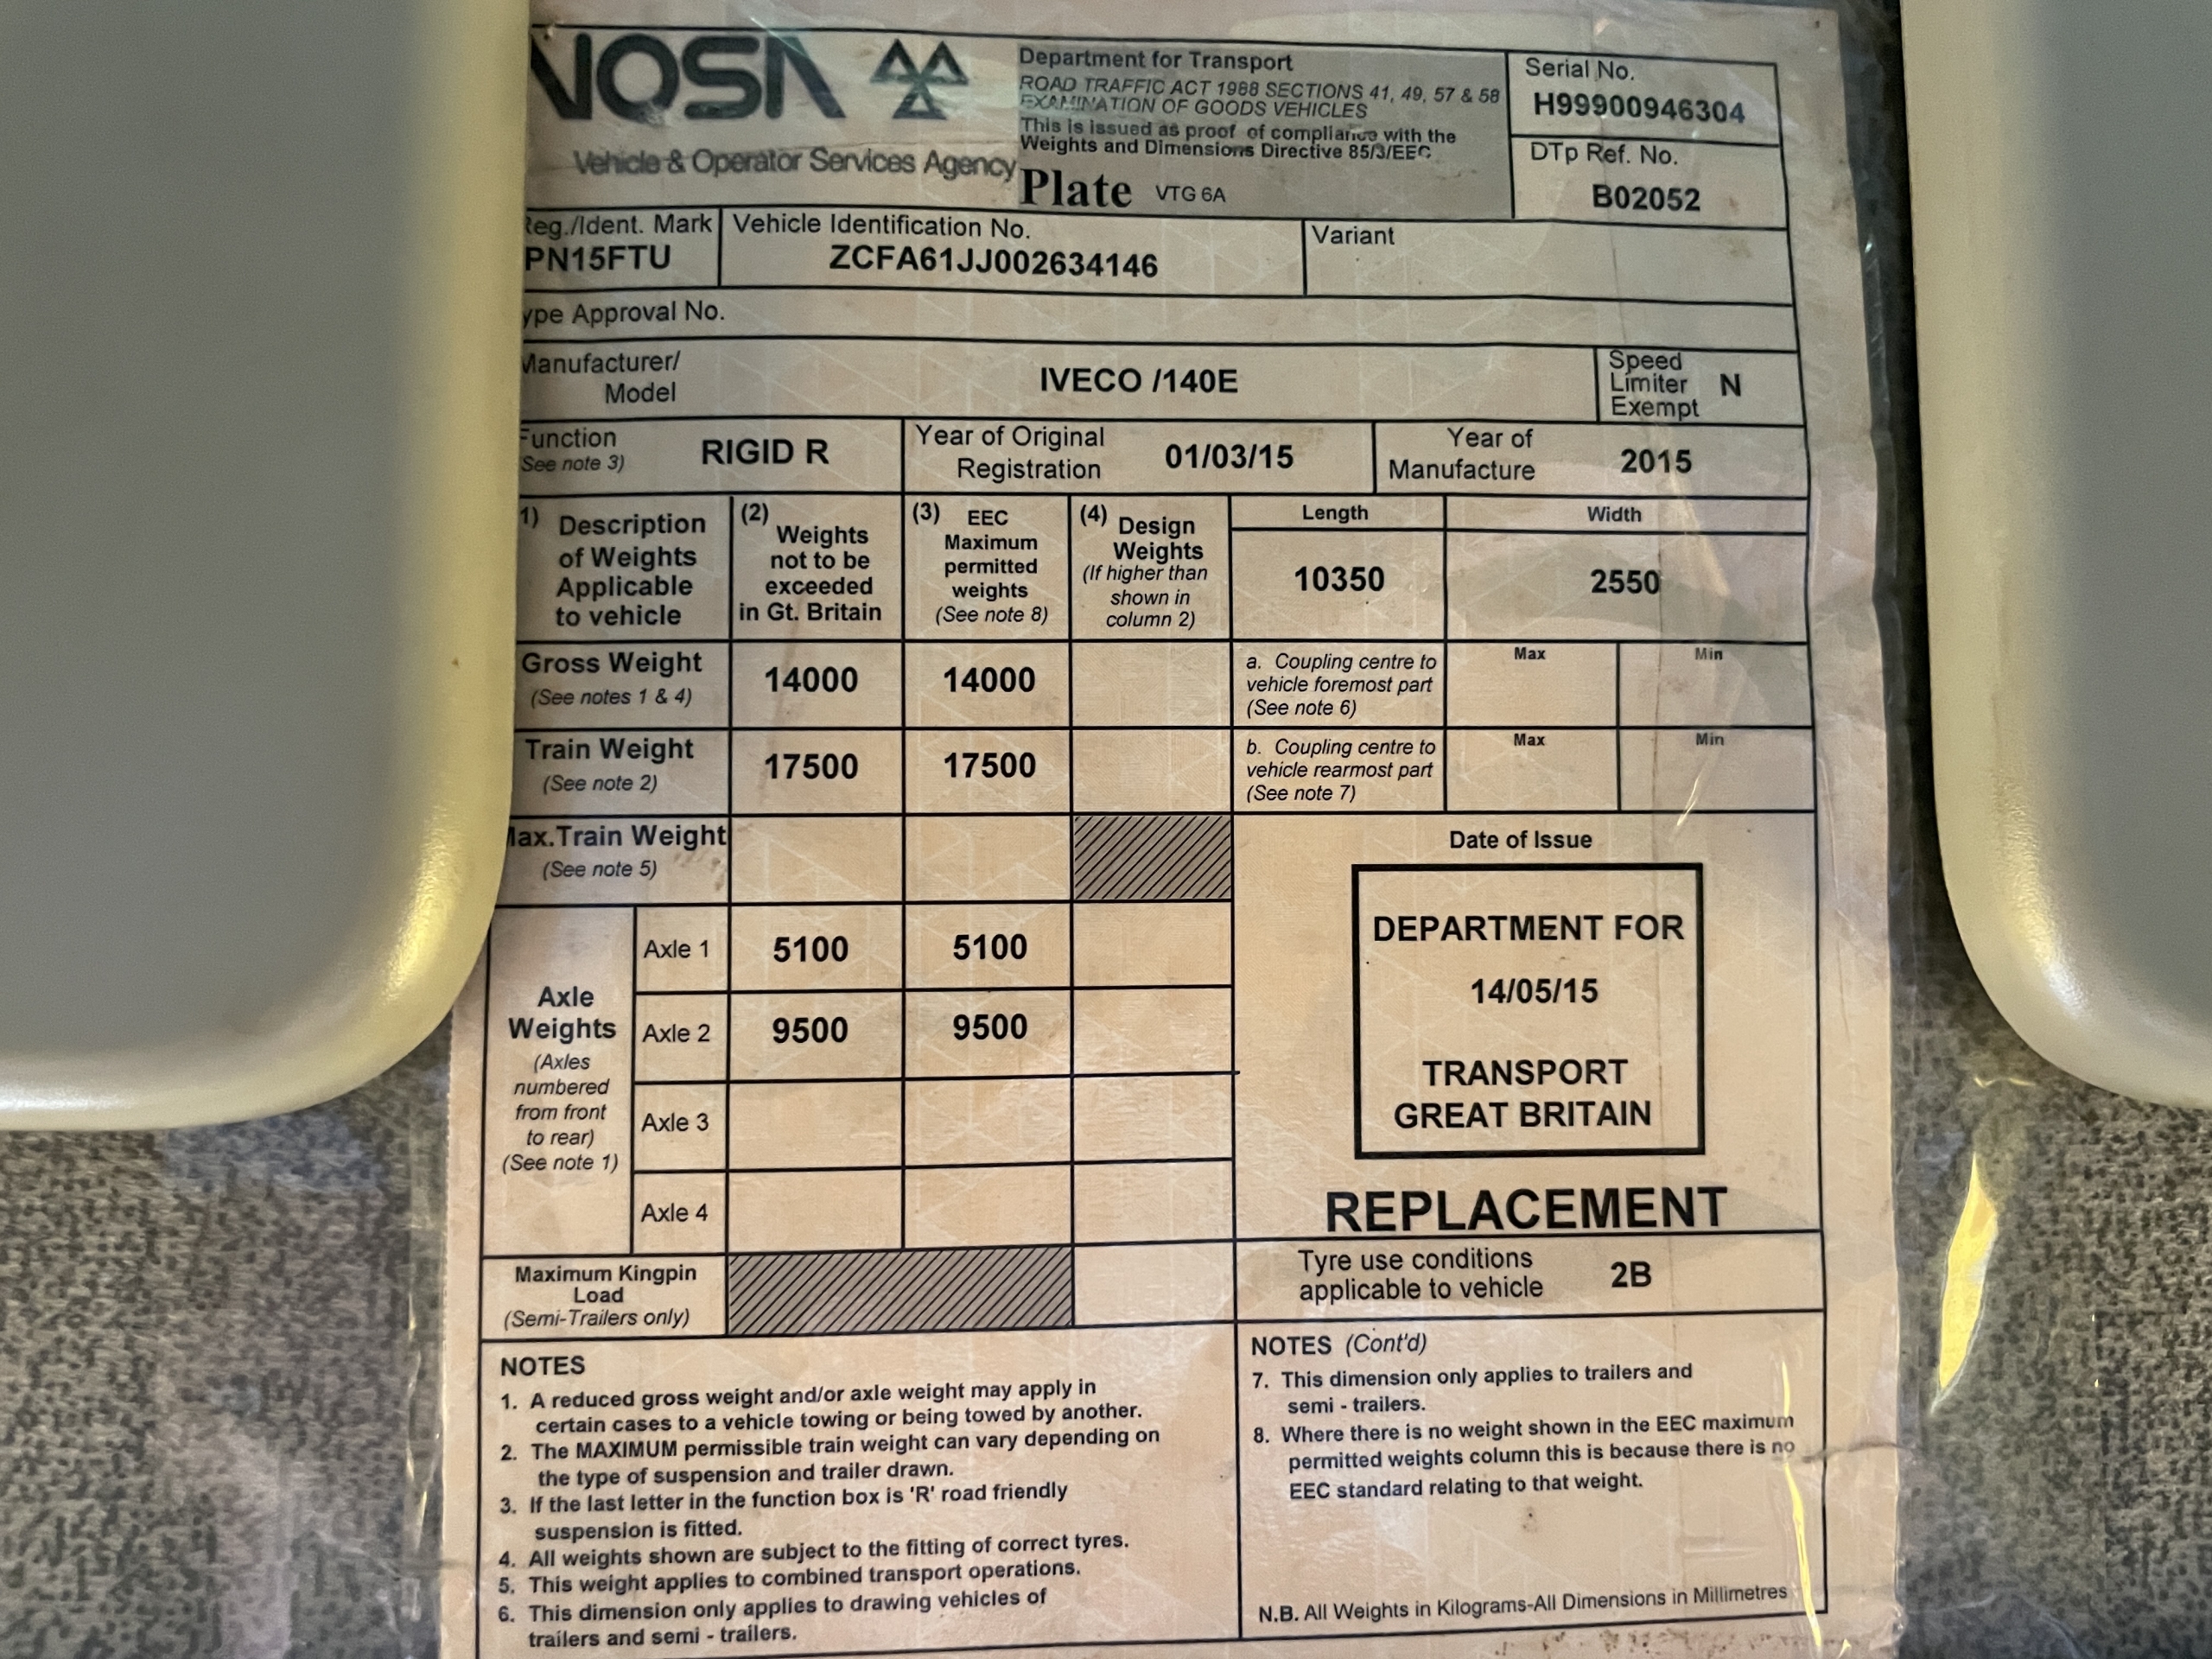 VOSA
Department for Transport
ROAD TRAFFIC ACT 1988 SECTIONS 41, 49, 57 & 58
EXAMINATION OF GOODS VEHICLES
This is issued as proof of compliance with the
Weights and Dimensions Directive 85/3/EEC
Vehicle & Operator Services Agency
Plate VTG 6A
Serial No.
H99900946304
DTp Ref. No.
B02052
Reg./Ident. Mark
PN15FTU
Vehicle Identification No.
ZCFA61JJ002634146
Variant
ype Approval No.
Manufacturer/
Model
IVECO /140E
Speed
Limiter
Exempt
N
Function
(See note 3)
RIGID R
Year of Original
Registration
01/03/15
Year of
Manufacture
2015
1) Description
of Weights
Applicable
to vehicle
(2) Weights
not to be
exceeded
in Gt. Britain
(3) EEC
Maximum
permitted
weights
(See note 8)
(4) Design
Weights
(If higher than
shown in
column 2)
Length
10350
Width
2550
Gross Weight
(See notes 1 & 4)
14000
14000
a. Coupling centre to
vehicle foremost part
(See note 6)
Max
Min
Train Weight
(See note 2)
17500
17500
b. Coupling centre to
vehicle rearmost part
(See note 7)
Max
Min
Max.Train Weight
(See note 5)
Axle
Weights
(Axles
numbered
from front
to rear)
(See note 1)
Axle 1
5100
5100
Axle 2
9500
9500
Axle 3
Axle 4
Date of Issue
DEPARTMENT FOR
14/05/15
TRANSPORT
GREAT BRITAIN
REPLACEMENT
Maximum Kingpin
Load
(Semi-Trailers only)
Tyre use conditions
applicable to vehicle
2B
NOTES
1. A reduced gross weight and/or axle weight may apply in
certain cases to a vehicle towing or being towed by another.
2. The MAXIMUM permissible train weight can vary depending on
the type of suspension and trailer drawn.
3. If the last letter in the function box is 'R' road friendly
suspension is fitted.
4. All weights shown are subject to the fitting of correct tyres.
5. This weight applies to combined transport operations.
6. This dimension only applies to drawing vehicles of
trailers and semi - trailers.
NOTES (Cont'd)
7. This dimension only applies to trailers and
semi - trailers.
8. Where there is no weight shown in the EEC maximum
permitted weights column this is because there is no
EEC standard relating to that weight.
N.B. All Weights in Kilograms-All Dimensions in Millimetres